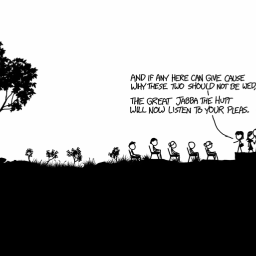 AND IF ANY HERE CAN GIVE CAUSE
WHY THESE TWO SHOULD NOT BE WED,
THE GREAT JABBA THE HUTT
WILL NOW LISTEN TO YOUR PLEAS.